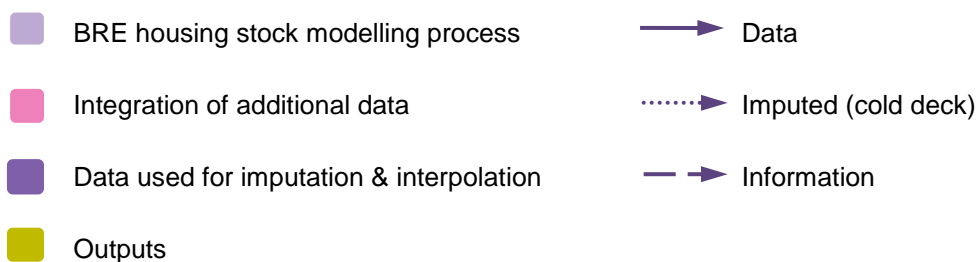 BRE housing stock modelling process
Data
Integration of additional data
Imputed (cold deck)
Data used for imputation & interpolation
Information
Outputs